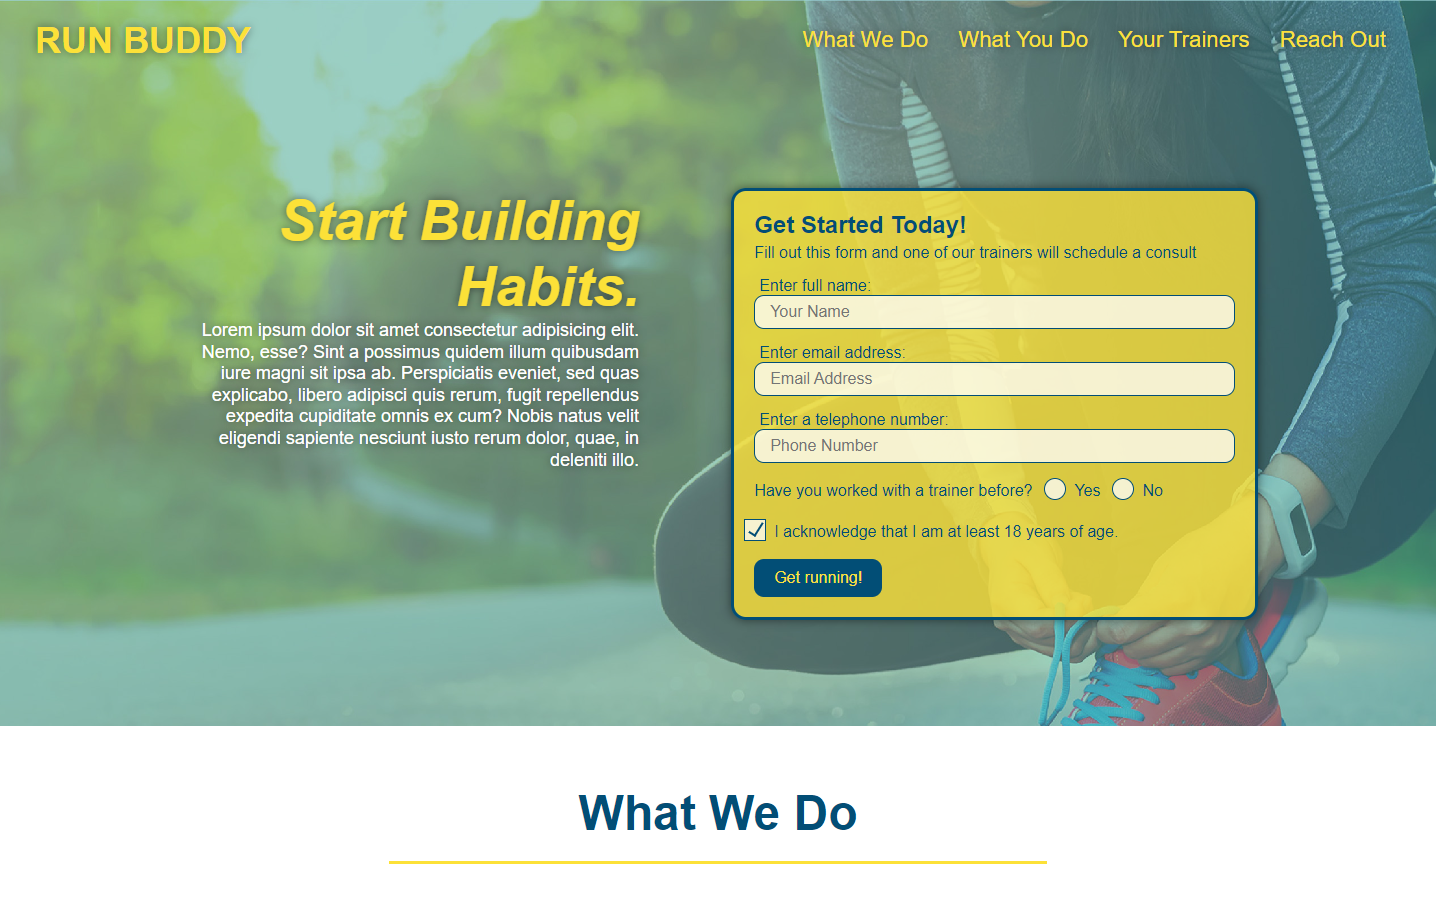 RUN BUDDY
What We Do
What You Do
Your Trainers
Reach Out
Start Building
Habits.
Lorem ipsum dolor sit amet consectetur adipisicing elit.
Nemo, esse? Sint a possimus quidem illum quibusdam
iure magni sit ipsa ab. Perspiciatis eveniet, sed quas
explicabo, libero adipisci quis rerum, fugit repellendus
expedita cupiditate omnis ex cum? Nobis natus velit
eligendi sapiente nesciunt iusto rerum dolor, quae, in
deleniti illo.
Get Started Today!
Fill out this form and one of our trainers will schedule a consult
Enter full name:
Your Name
Enter email address:
Email Address
Enter a telephone number:
Phone Number
Have you worked with a trainer before? Yes No
I acknowledge that I am at least 18 years of age.
Get running!
What We Do